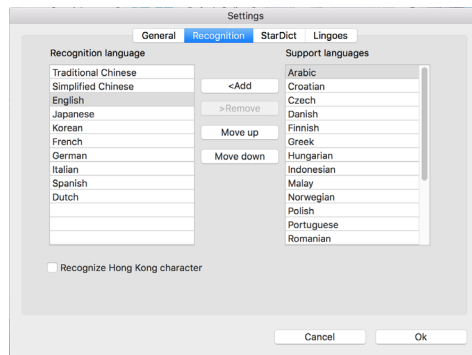 Settings
General Recognition StarDict Lingoes
Recognition language
Traditional Chinese
Simplified Chinese
English
Japanese
Korean
French
German
Italian
Spanish
Dutch
<Add
>Remove
Move up
Move down
Support languages
Arabic
Croatian
Czech
Danish
Finnish
Greek
Hungarian
Indonesian
Malay
Norwegian
Polish
Portuguese
Romanian
Recognize Hong Kong character
Cancel Ok